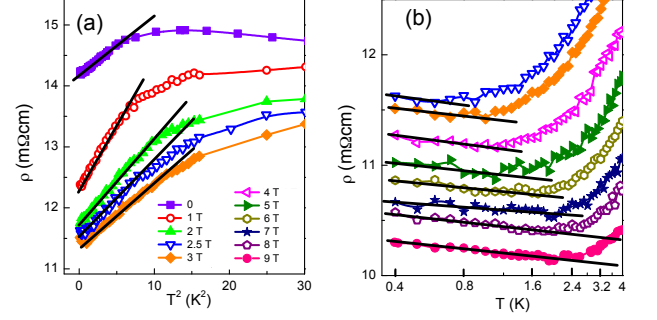 (a)
15
14
13
12
11
ρ (mΩcm)
0
10
20
30
T² (K²)
0
1 T
2 T
2.5 T
3 T
4 T
5 T
6 T
7 T
8 T
9 T
(b)
12
11
10
ρ (mΩcm)
0.4
0.8
1.6
2.4
3.2
4
T (K)